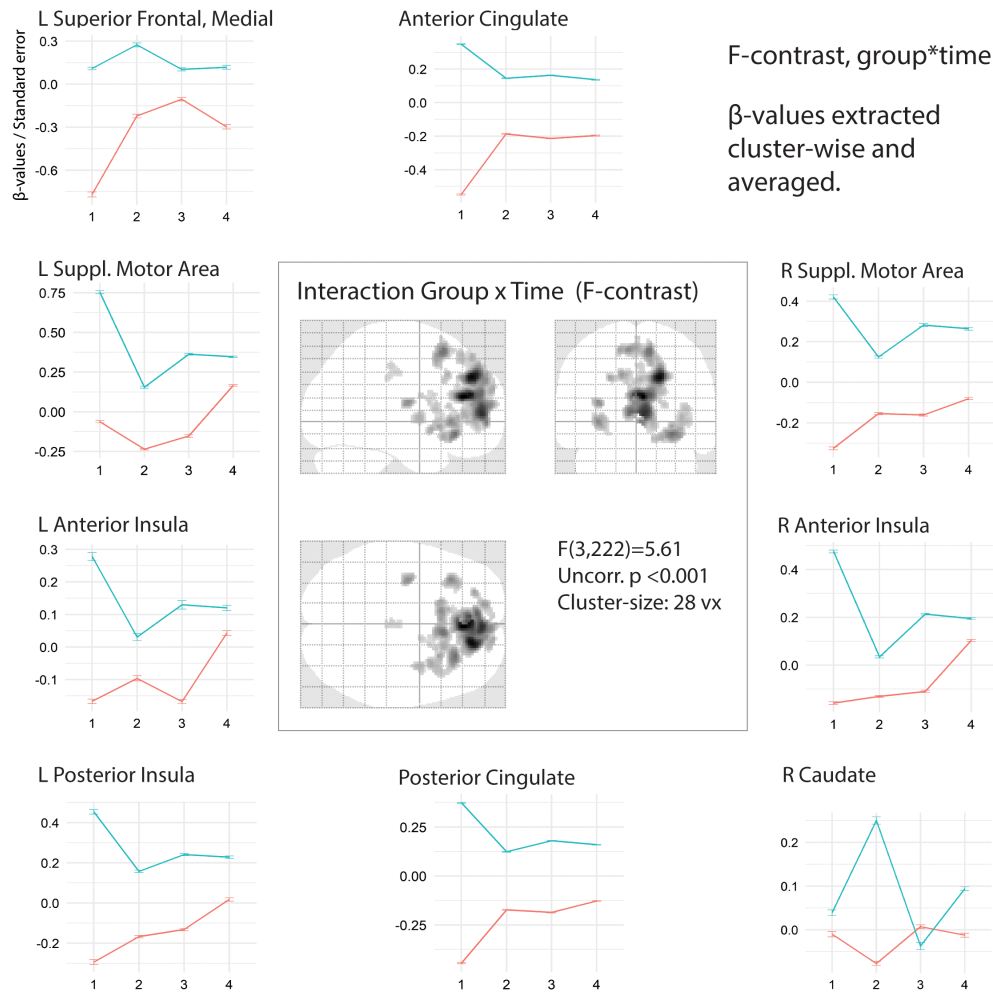 L Superior Frontal, Medial
β-values / Standard error
0.3
0.0
-0.3
-0.6
1 2 3 4
Anterior Cingulate
0.2
0.0
-0.2
-0.4
1 2 3 4
F-contrast, group*time
β-values extracted
cluster-wise and
averaged.
L Suppl. Motor Area
0.75
0.50
0.25
0.00
-0.25
1 2 3 4
Interaction Group x Time (F-contrast)
F(3,222)=5.61
Uncorr. p <0.001
Cluster-size: 28 vx
R Suppl. Motor Area
0.4
0.2
0.0
-0.2
1 2 3 4
L Anterior Insula
0.3
0.2
0.1
0.0
-0.1
1 2 3 4
R Anterior Insula
0.4
0.2
0.0
1 2 3 4
L Posterior Insula
0.4
0.2
0.0
-0.2
1 2 3 4
Posterior Cingulate
0.25
0.00
-0.25
1 2 3 4
R Caudate
0.2
0.1
0.0
1 2 3 4